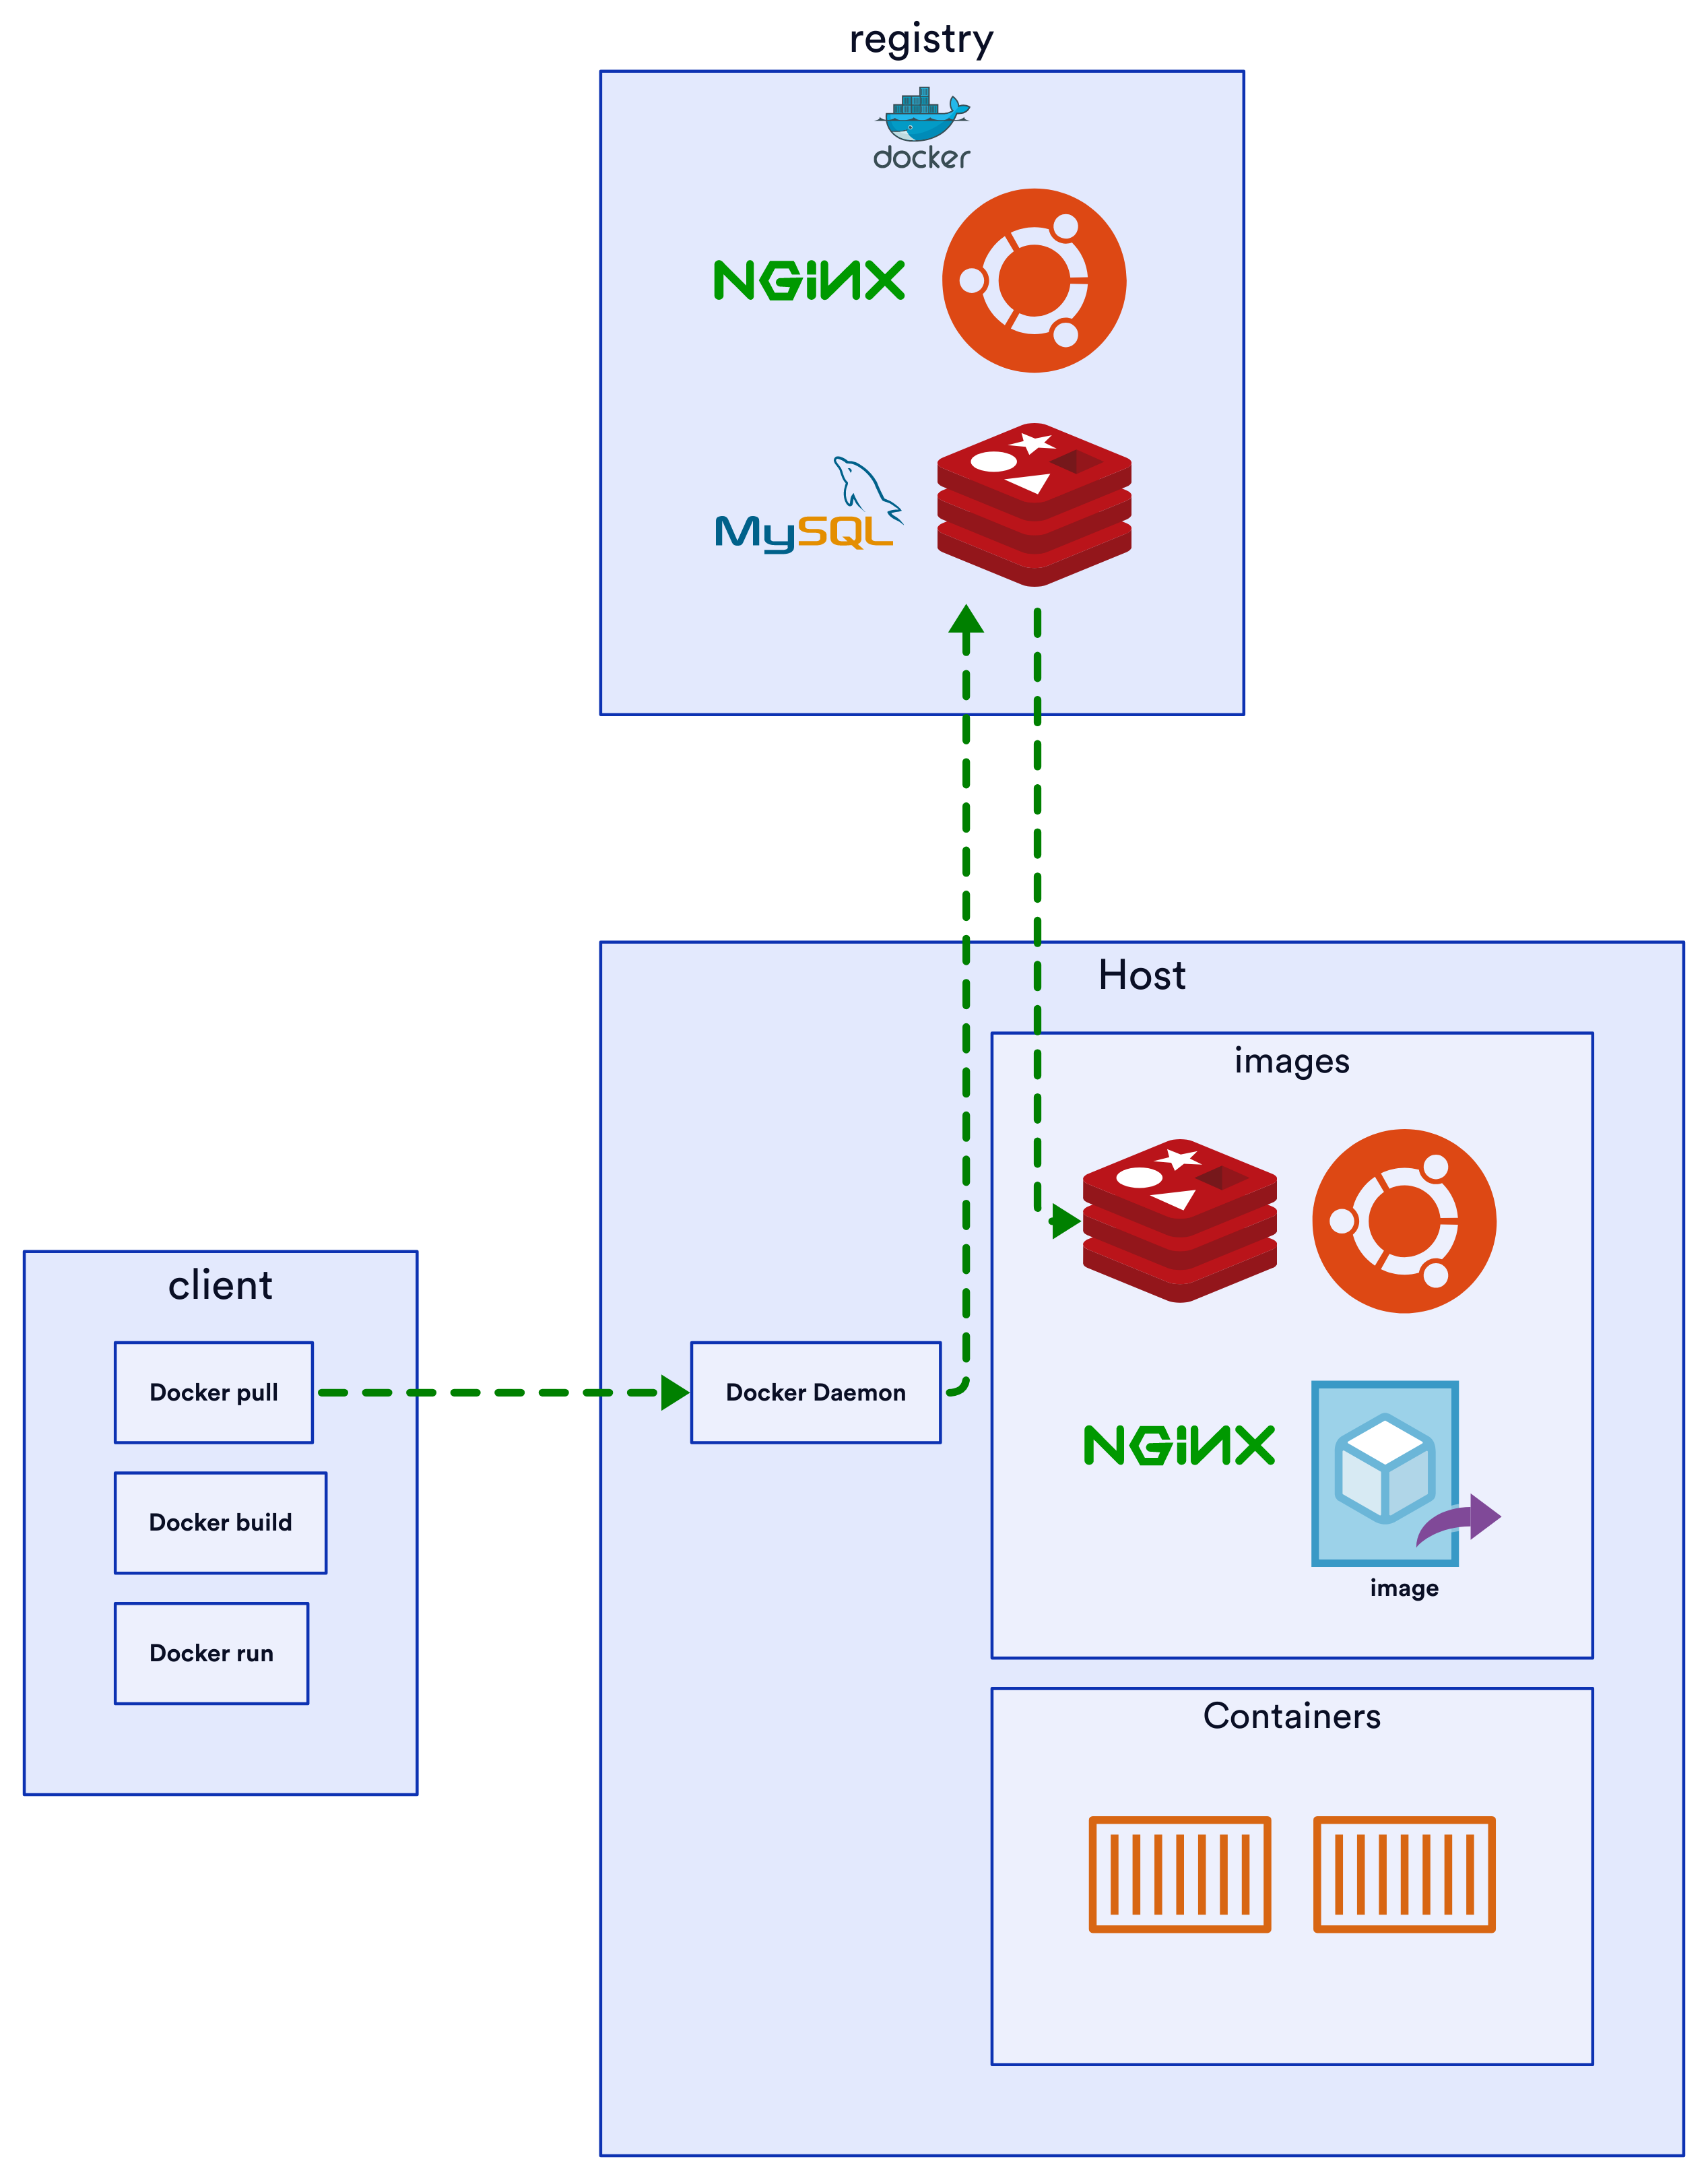 registry
docker
NGINX
MySQL
Host
images
client
Docker pull
Docker Daemon
NGINX
Docker build
image
Docker run
Containers